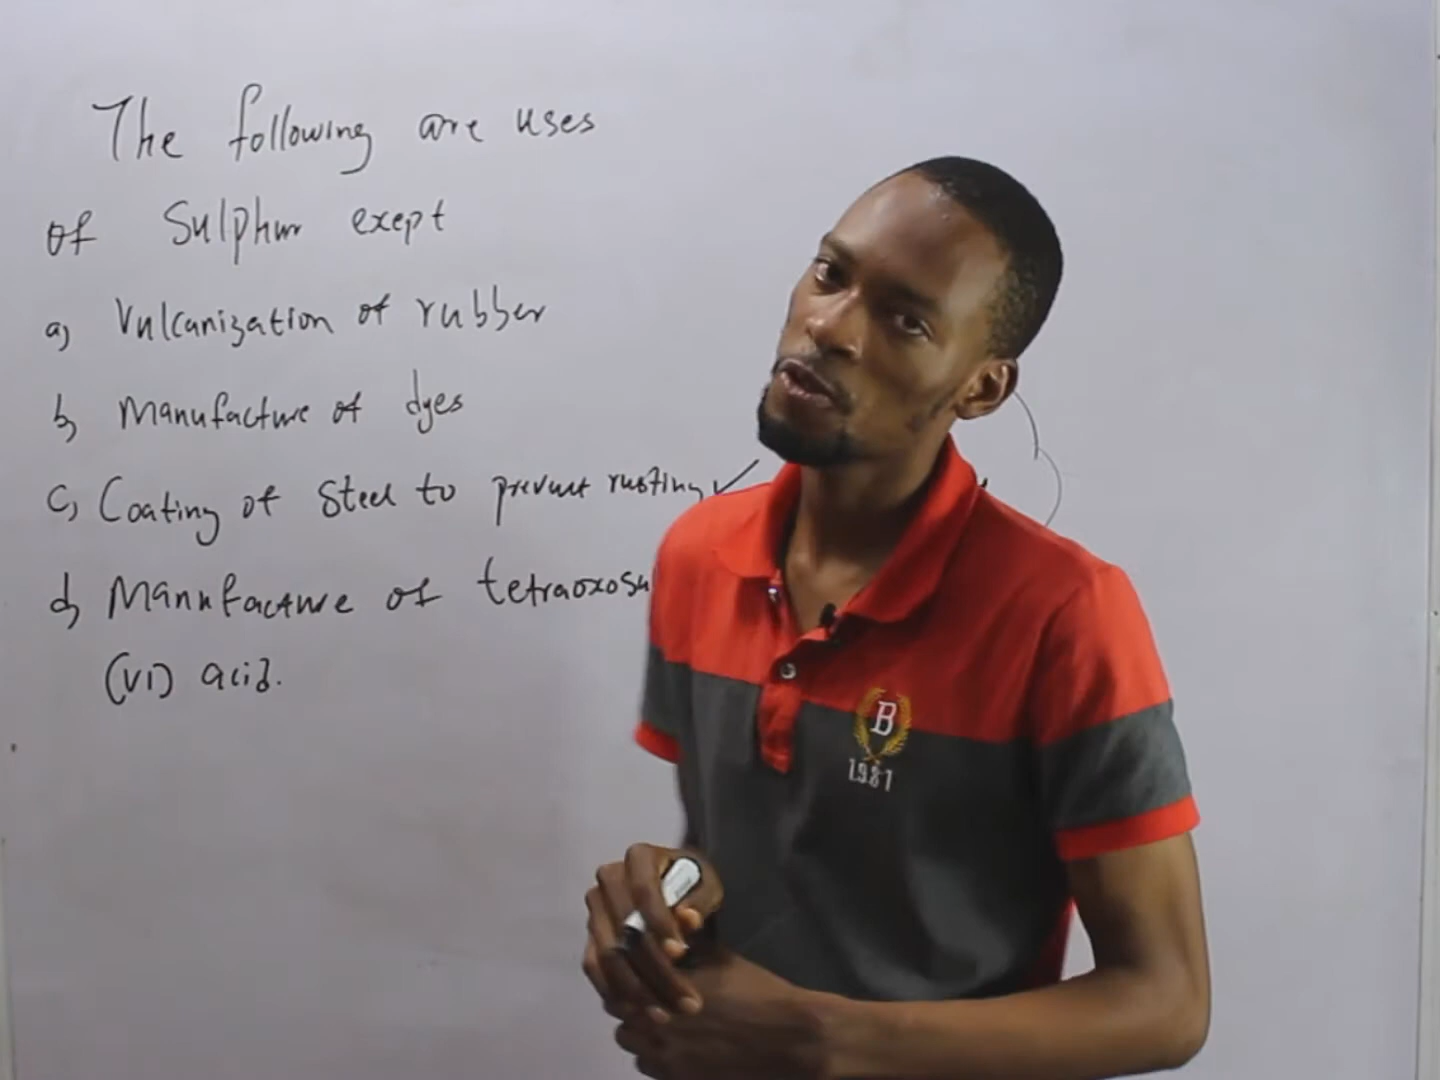 The following are uses
of Sulphur exept
a) Vulcanization of rubber
b) Manufacture of dyes
c) Coating of Steel to prevent rusting ✓
d) Manufacture of tetraoxosu
(VI) acid.
B
1981